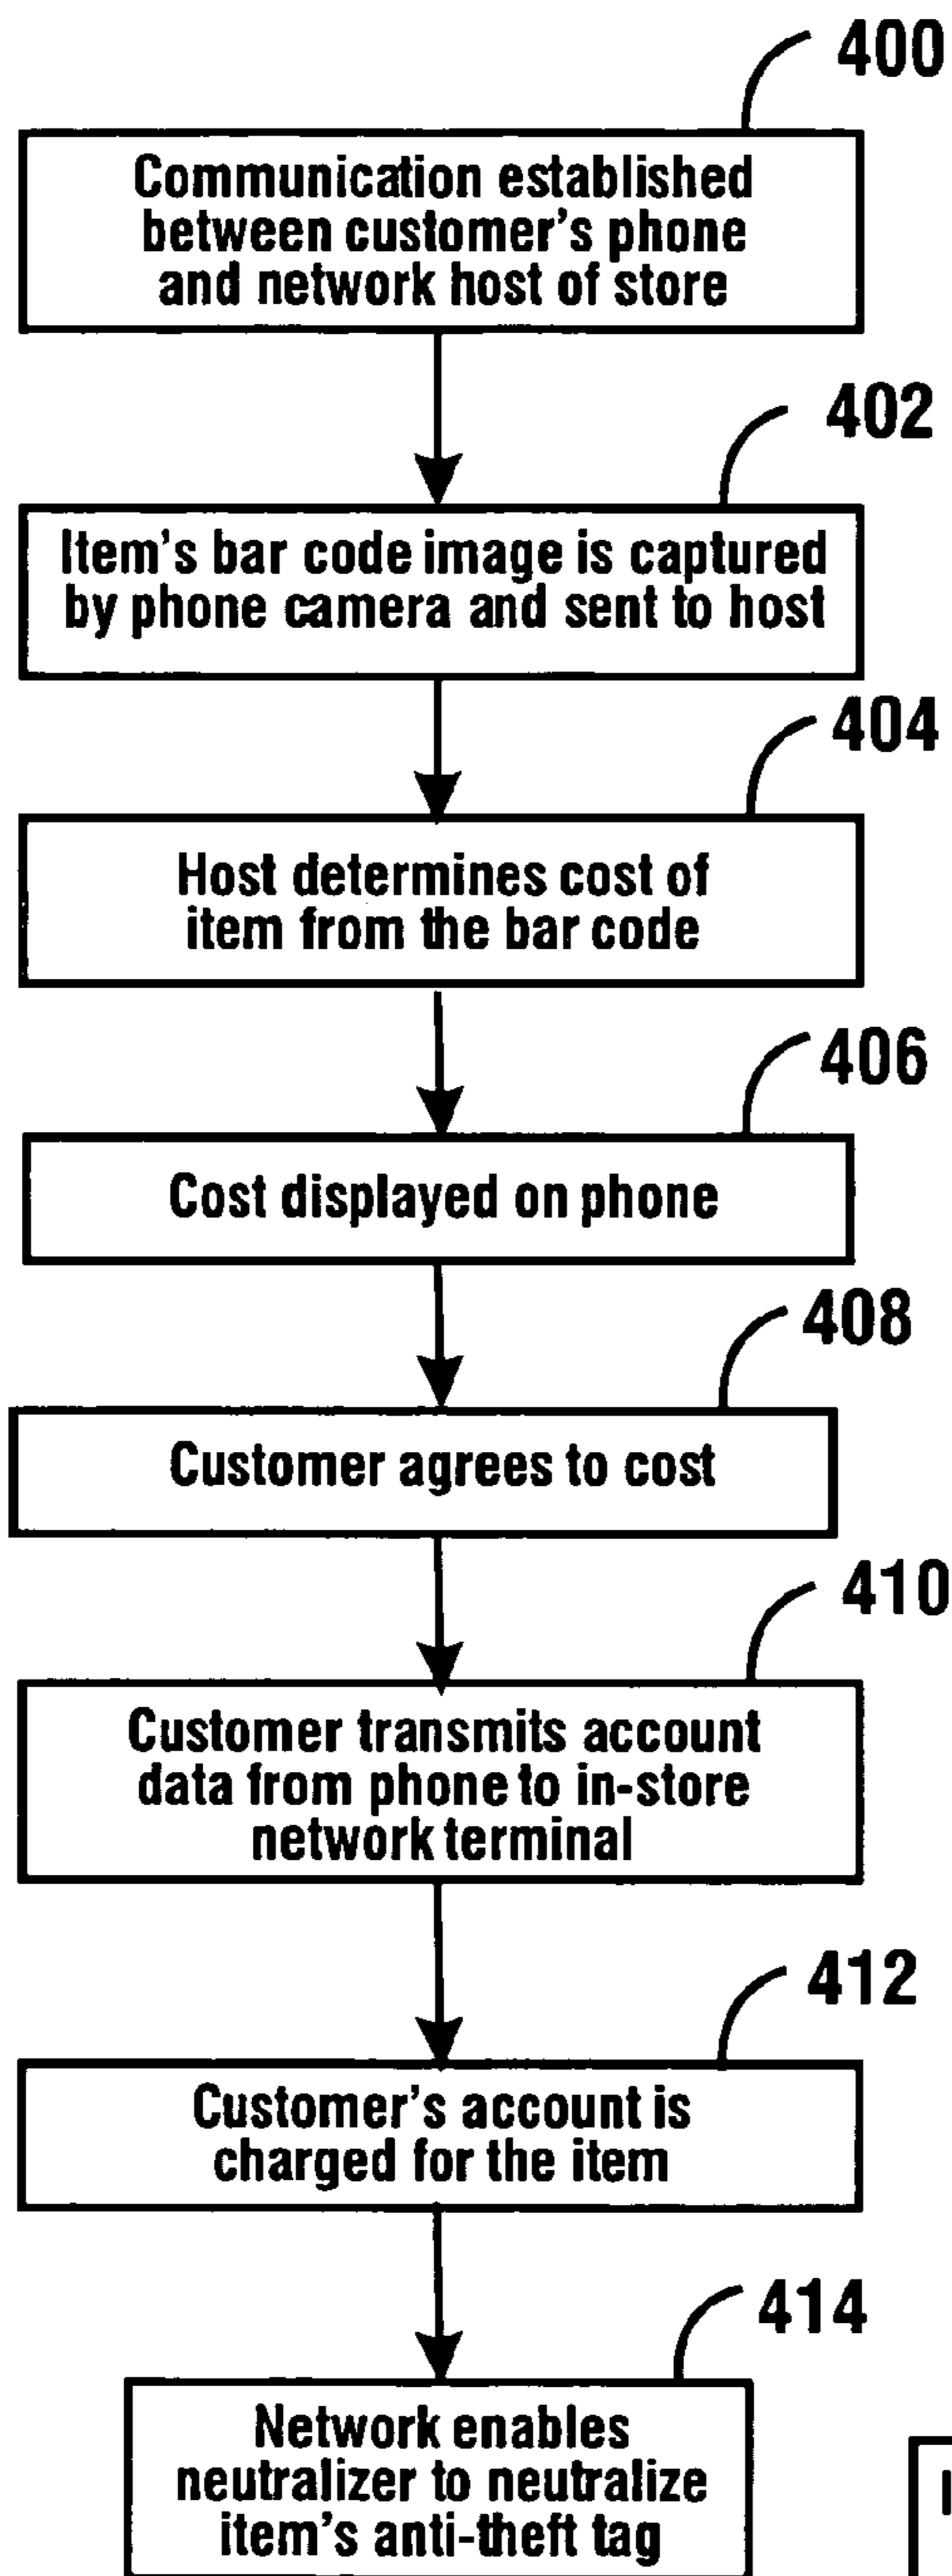 400
Communication established
between customer's phone
and network host of store
402
Item's bar code image is captured
by phone camera and sent to host
404
Host determines cost of
item from the bar code
406
Cost displayed on phone
408
Customer agrees to cost
410
Customer transmits account
data from phone to in-store
network terminal
412
Customer's account is
charged for the item
414
Network enables
neutralizer to neutralize
item's anti-theft tag